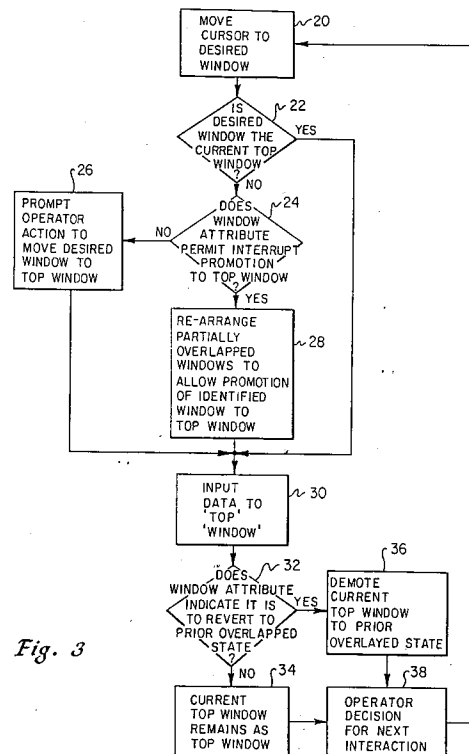 MOVE
CURSOR TO
DESIRED
WINDOW
20
IS
DESIRED
WINDOW THE
CURRENT TOP
WINDOW
?
22
YES
NO
26
PROMPT
OPERATOR
ACTION TO
MOVE DESIRED
WINDOW TO
TOP WINDOW
NO
DOES
WINDOW
ATTRIBUTE
PERMIT INTERRUPT
PROMOTION
TO TOP WINDOW
?
24
YES
RE-ARRANGE
PARTIALLY
OVERLAPPED
WINDOWS TO
ALLOW PROMOTION
OF IDENTIFIED
WINDOW TO
TOP WINDOW
28
INPUT
DATA TO
'TOP'
'WINDOW'
30
DOES
WINDOW ATTRIBUTE
INDICATE IT IS
TO REVERT TO
PRIOR OVERLAPPED
STATE
?
32
YES
NO
36
DEMOTE
CURRENT
TOP WINDOW
TO PRIOR
OVERLAYED STATE
34
CURRENT
TOP WINDOW
REMAINS AS
TOP WINDOW
38
OPERATOR
DECISION
FOR NEXT
INTERACTION
Fig. 3